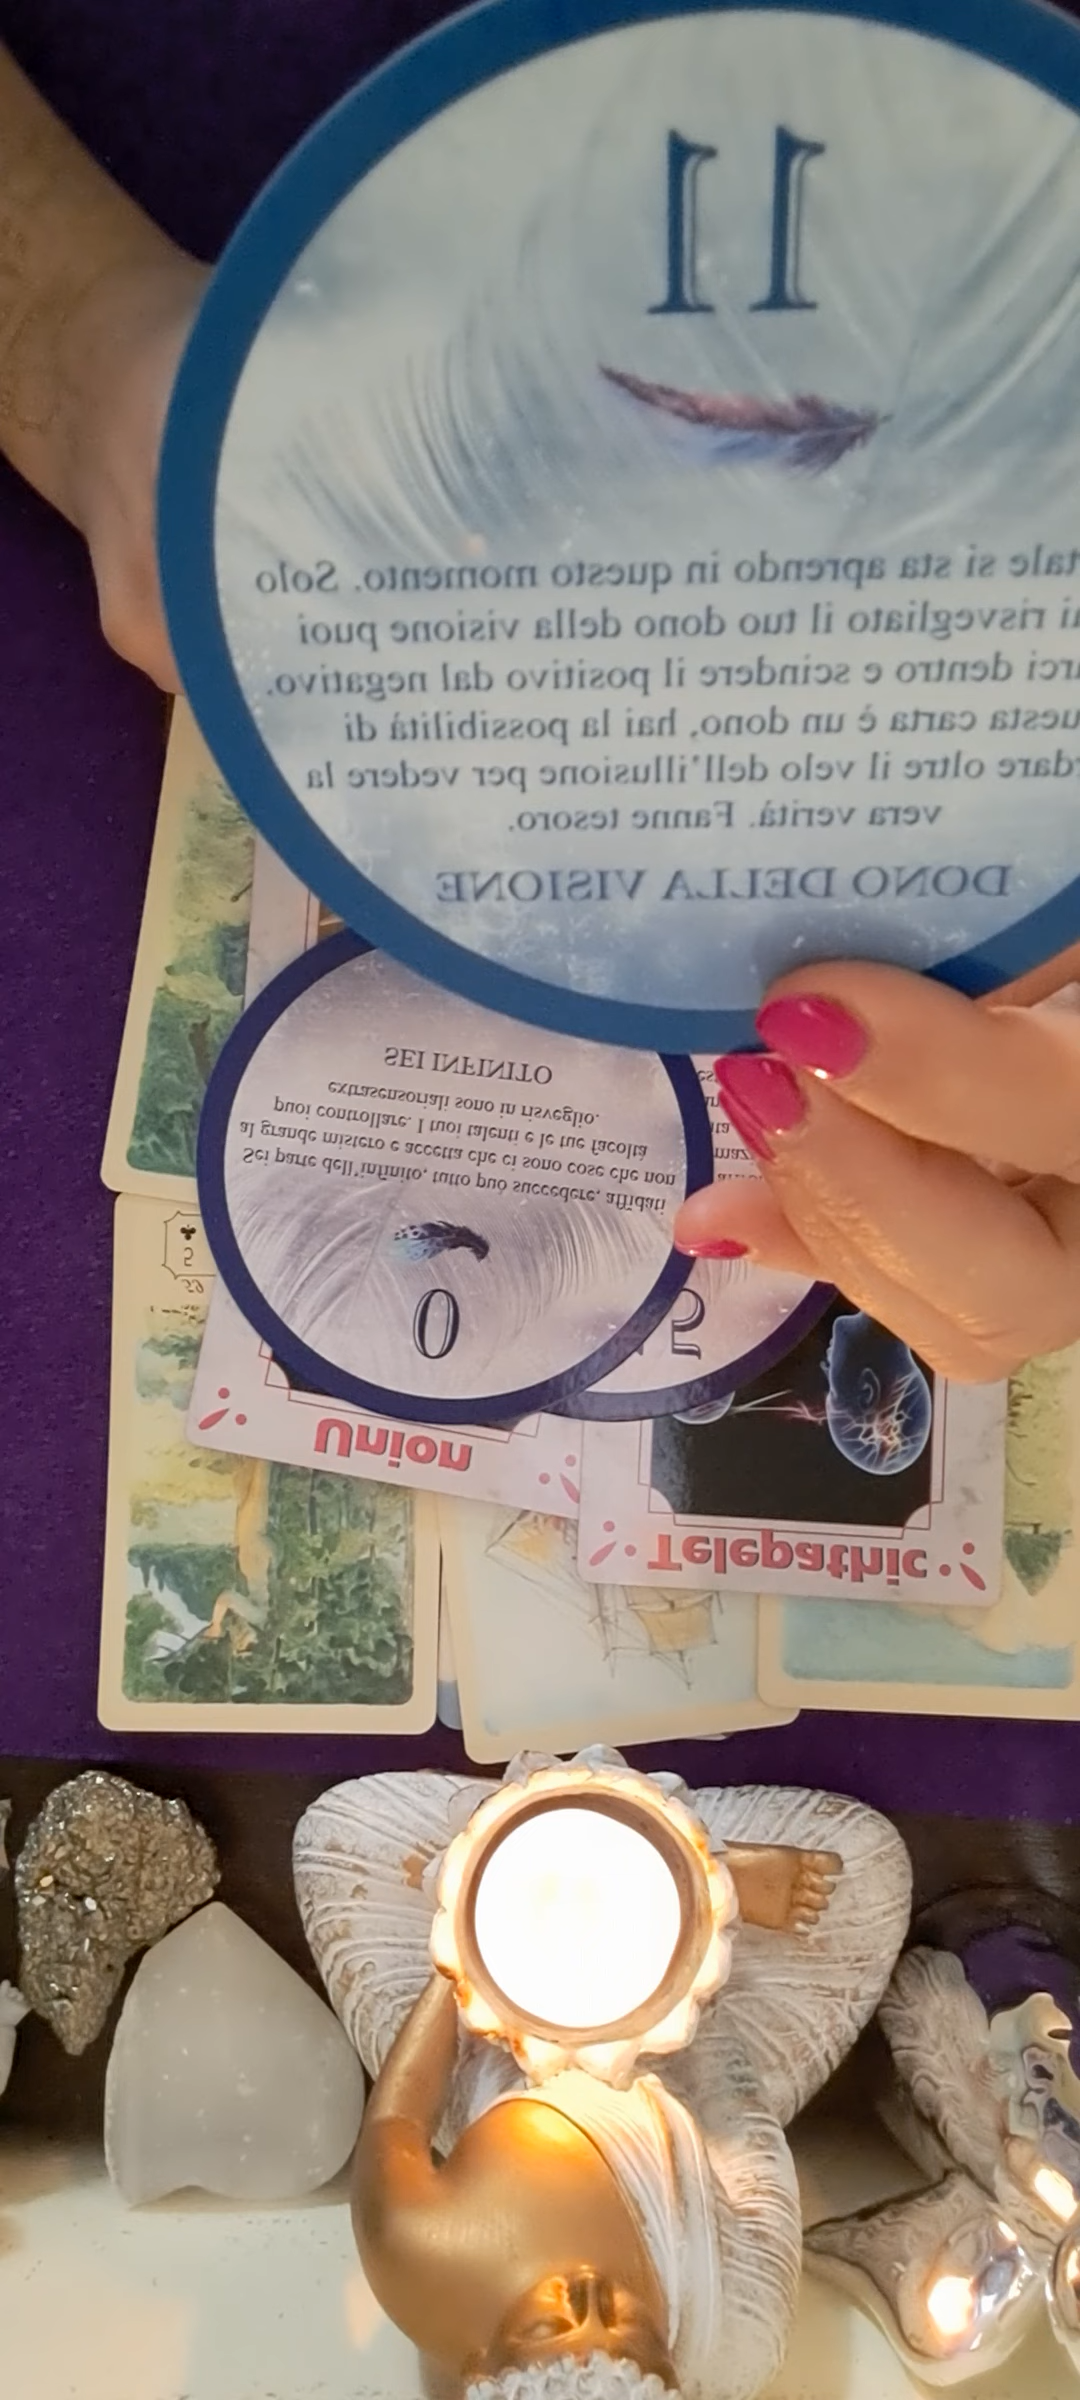 11
tale si sta aprendo in questo momento. Solo
ai risvegliato il tuo dono della visione puoi
rci dentro e scindere il positivo dal negativo.
uesta carta è un dono, hai la possibilità di
rdare oltre il velo dell'illusione per vedere la
vera verità. Fanne tesoro.
DONO DELLA VISIONE
0
Sei parte dell'infinito, tutto può succedere, affidati
al grande mistero e accetta che ci sono cose che non
puoi controllare. I tuoi talenti e le tue facoltà
extrasensoriali sono in risveglio.
SEI INFINITO
5
Union
Telepathic
5